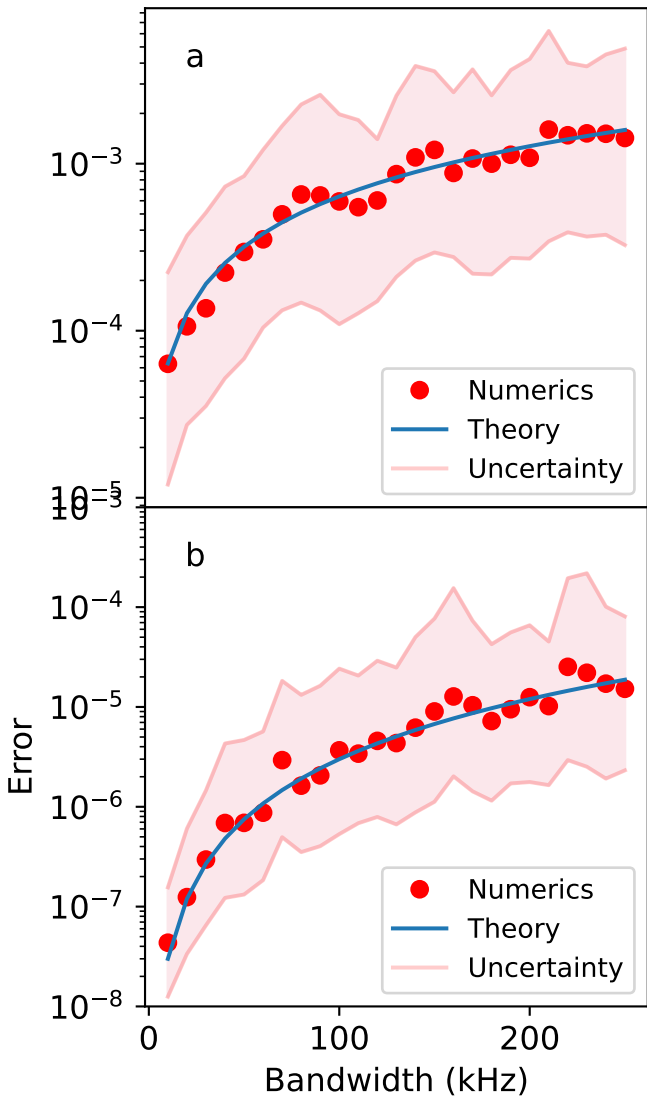 a
10⁻³
10⁻⁴
Numerics
Theory
Uncertainty
10⁻⁵
10⁻³
b
10⁻⁴
10⁻⁵
10⁻⁶
10⁻⁷
10⁻⁸
Error
Numerics
Theory
Uncertainty
0 100 200
Bandwidth (kHz)